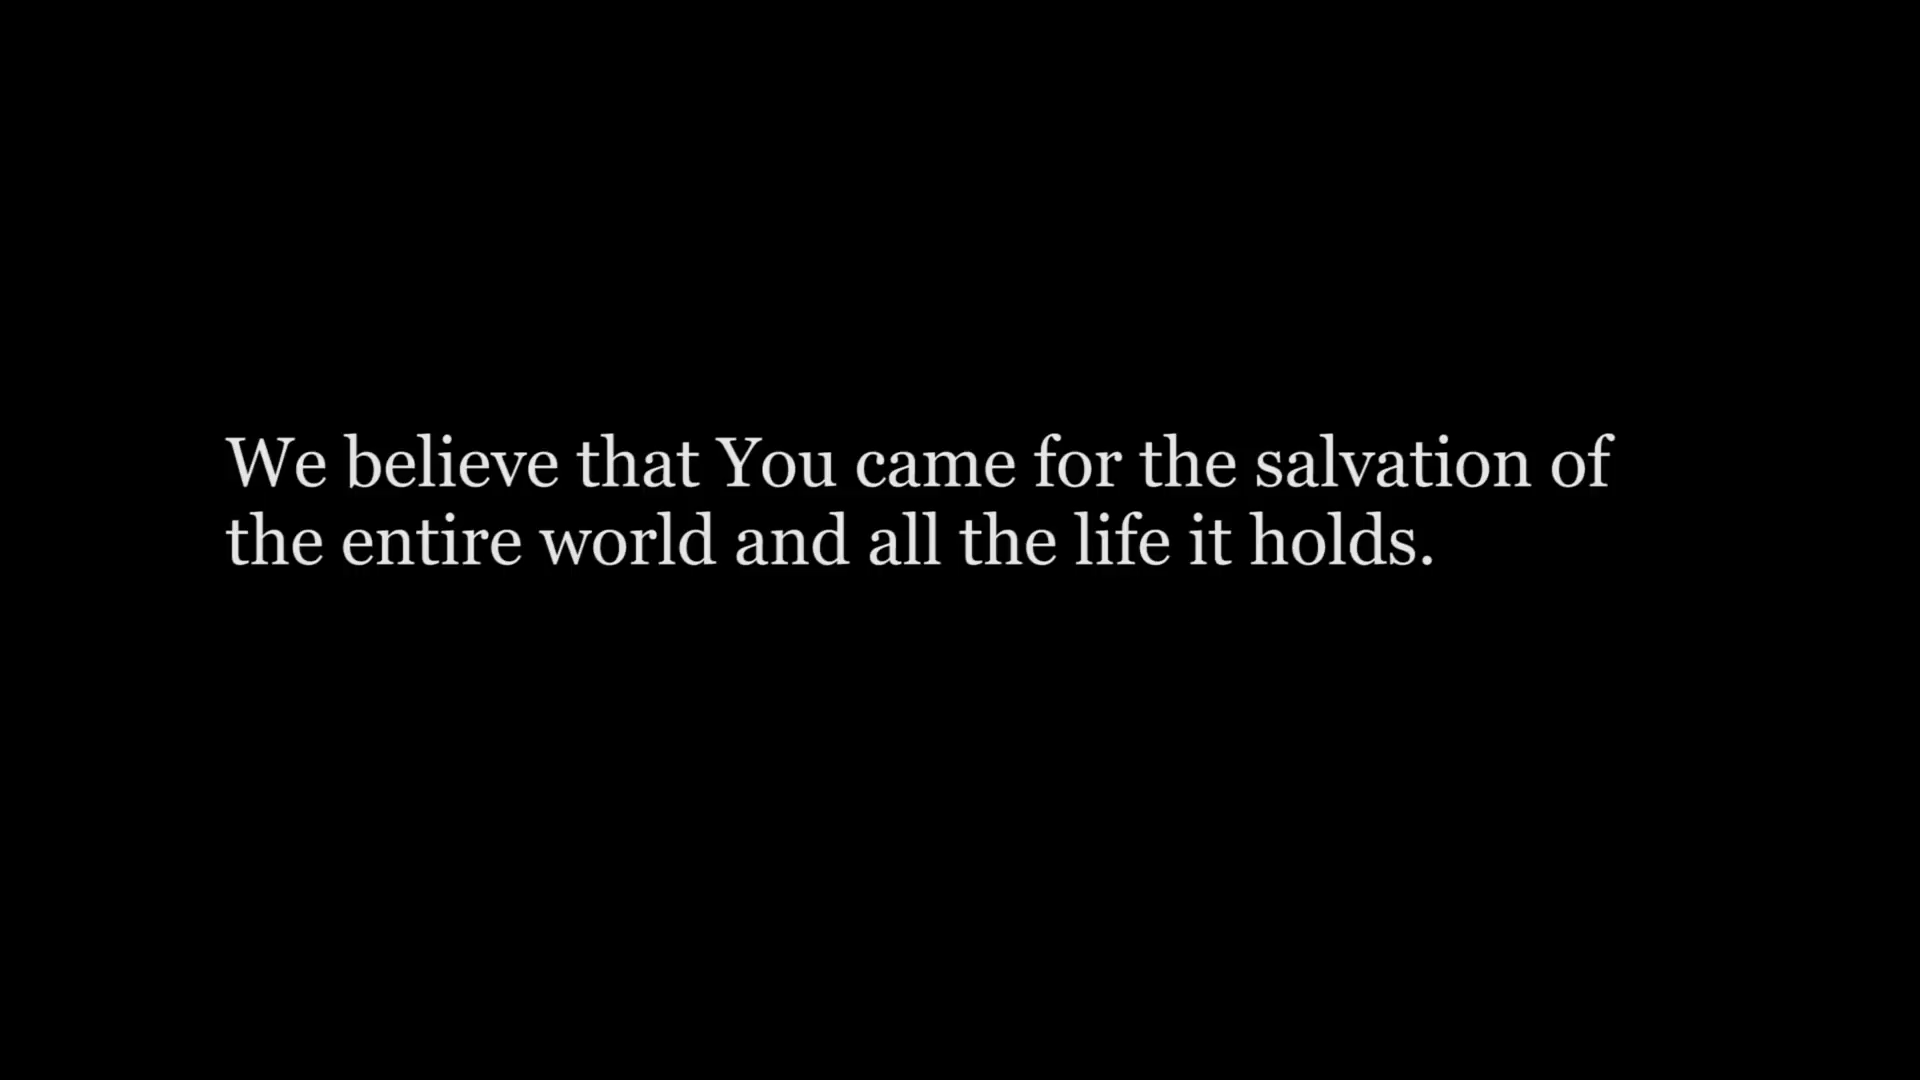 We believe that You came for the salvation of
the entire world and all the life it holds.